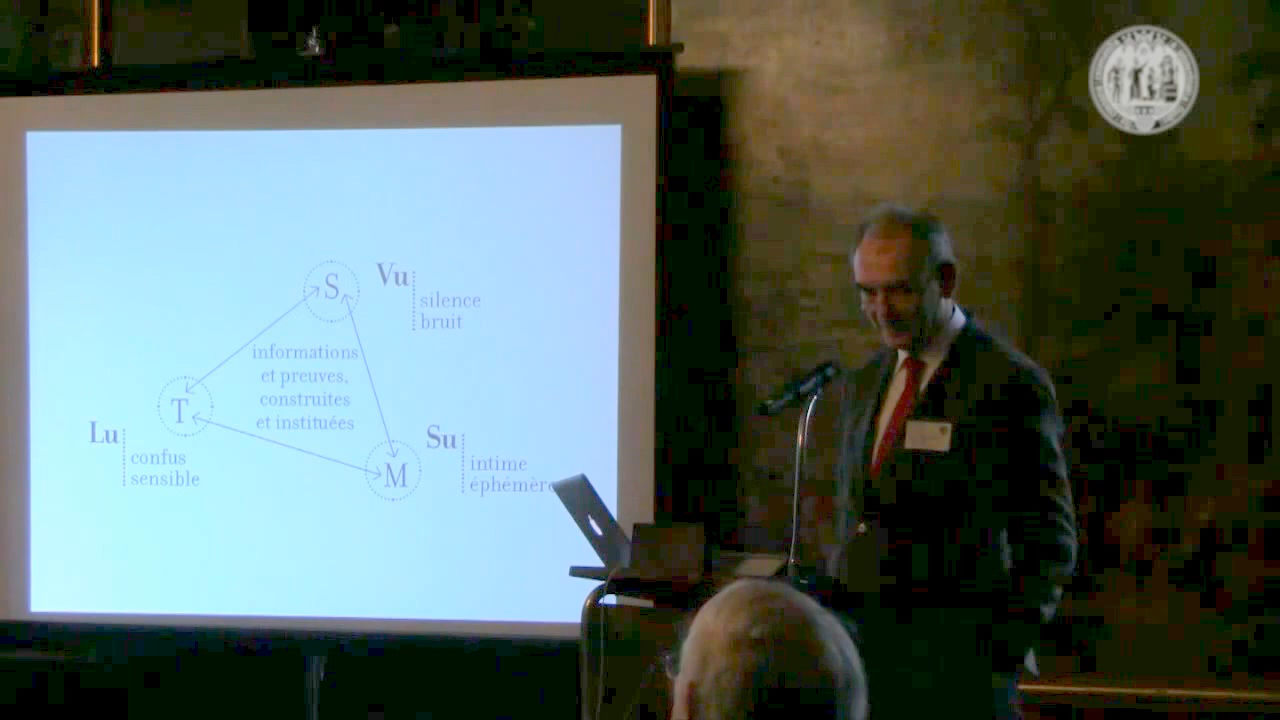 S
Vu
silence
bruit
informations
et preuves,
construites
et instituées
T
Lu
confus
sensible
M
Su
intime
éphémère